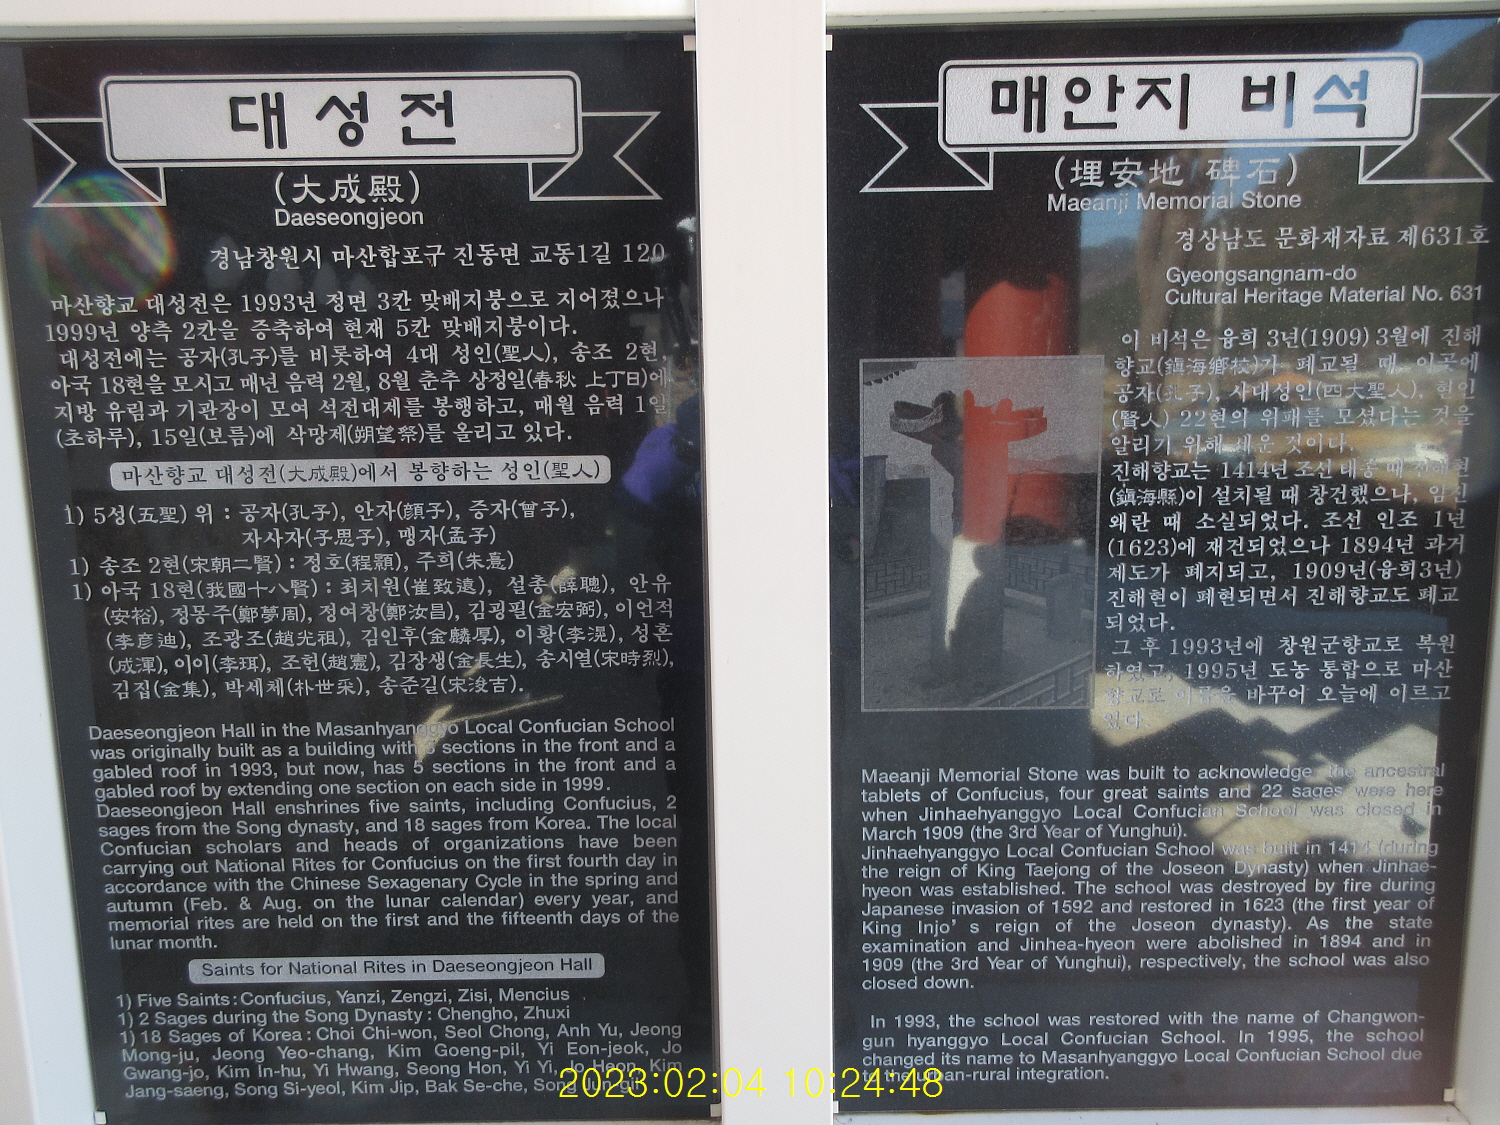 대성전
(大成殿)
Daeseongjeon
경남창원시 마산합포구 진동면 교동1길 120
마산향교 대성전은 1993년 정면 3칸 맞배지붕으로 지어졌으나
1999년 양측 2칸을 증축하여 현재 5칸 맞배지붕이다.
대성전에는 공자(孔子)를 비롯하여 4대 성인(聖人), 송조 2현,
아국 18현을 모시고 매년 음력 2월, 8월 춘추 상정일(春秋 上丁日)에
지방 유림과 기관장이 모여 석전대제를 봉행하고, 매월 음력 1일
(초하루), 15일(보름)에 삭망제(朔望祭)를 올리고 있다.
마산향교 대성전(大成殿)에서 봉향하는 성인(聖人)
1) 5성(五聖) 위 : 공자(孔子), 안자(顔子), 증자(曾子),
자사자(子思子), 맹자(孟子)
1) 송조 2현(宋朝二賢) : 정호(程顥), 주희(朱熹)
1) 아국 18현(我國十八賢) : 최치원(崔致遠), 설총(薛聰), 안유
(安裕), 정몽주(鄭夢周), 정여창(鄭汝昌), 김굉필(金宏弼), 이언적
(李彦迪), 조광조(趙光祖), 김인후(金麟厚), 이황(李滉), 성혼
(成渾), 이이(李珥), 조헌(趙憲), 김장생(金長生), 송시열(宋時烈),
김집(金集), 박세체(朴世采), 송준길(宋浚吉).
Daeseongjeon Hall in the Masanhyanggyo Local Confucian School
was originally built as a building with 3 sections in the front and a
gabled roof in 1993, but now, has 5 sections in the front and a
gabled roof by extending one section on each side in 1999.
Daeseongjeon Hall enshrines five saints, including Confucius, 2
sages from the Song dynasty, and 18 sages from Korea. The local
Confucian scholars and heads of organizations have been
carrying out National Rites for Confucius on the first fourth day in
accordance with the Chinese Sexagenary Cycle in the spring and
autumn (Feb. & Aug. on the lunar calendar) every year, and
memorial rites are held on the first and the fifteenth days of the
lunar month.
Saints for National Rites in Daeseongjeon Hall
1) Five Saints : Confucius, Yanzi, Zengzi, Zisi, Mencius
1) 2 Sages during the Song Dynasty : Chengho, Zhuxi
1) 18 Sages of Korea : Choi Chi-won, Seol Chong, Anh Yu, Jeong
Mong-ju, Jeong Yeo-chang, Kim Goeng-pil, Yi Eon-jeok, Jo
Gwang-jo, Kim In-hu, Yi Hwang, Seong Hon, Yi Yi, Jo Heon, Kim
Jang-saeng, Song Si-yeol, Kim Jip, Bak Se-che, Song Jun-gil
매안지 비석
(埋安地 碑石)
Maeanji Memorial Stone
경상남도 문화재자료 제631호
Gyeongsangnam-do
Cultural Heritage Material No. 631
이 비석은 융희 3년(1909) 3월에 진해
향교(鎭海鄕校)가 폐교될 때, 이곳에
공자(孔子), 사대성인(四大聖人), 현인
(賢人) 22현의 위패를 모셨다는 것을
알리기 위해 세운 것이다.
진해향교는 1414년 조선 태종 때 진해현
(鎭海縣)이 설치될 때 창건했으나, 임진
왜란 때 소실되었다. 조선 인조 1년
(1623)에 재건되었으나 1894년 과거
제도가 폐지되고, 1909년(융희3년)
진해현이 폐현되면서 진해향교도 폐교
되었다.
그 후 1993년에 창원군향교로 복원
하였고, 1995년 도농 통합으로 마산
향교로 이름을 바꾸어 오늘에 이르고
있다.
Maeanji Memorial Stone was built to acknowledge the ancestral
tablets of Confucius, four great saints and 22 sages were here
when Jinhaehyanggyo Local Confucian School was closed in
March 1909 (the 3rd Year of Yunghui).
Jinhaehyanggyo Local Confucian School was built in 1414 (during
the reign of King Taejong of the Joseon Dynasty) when Jinhae-
hyeon was established. The school was destroyed by fire during
Japanese invasion of 1592 and restored in 1623 (the first year of
King Injo' s reign of the Joseon dynasty). As the state
examination and Jinhea-hyeon were abolished in 1894 and in
1909 (the 3rd Year of Yunghui), respectively, the school was also
closed down.
In 1993, the school was restored with the name of Changwon-
gun hyanggyo Local Confucian School. In 1995, the school
changed its name to Masanhyanggyo Local Confucian School due
to the urban-rural integration.
2023:02:04 10:24:48